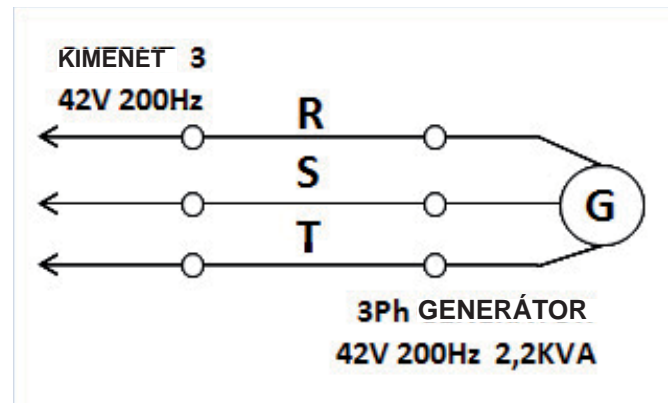 KIMENET 3
42V 200Hz
R
S
T
G
3Ph GENERÁTOR
42V 200Hz 2,2KVA